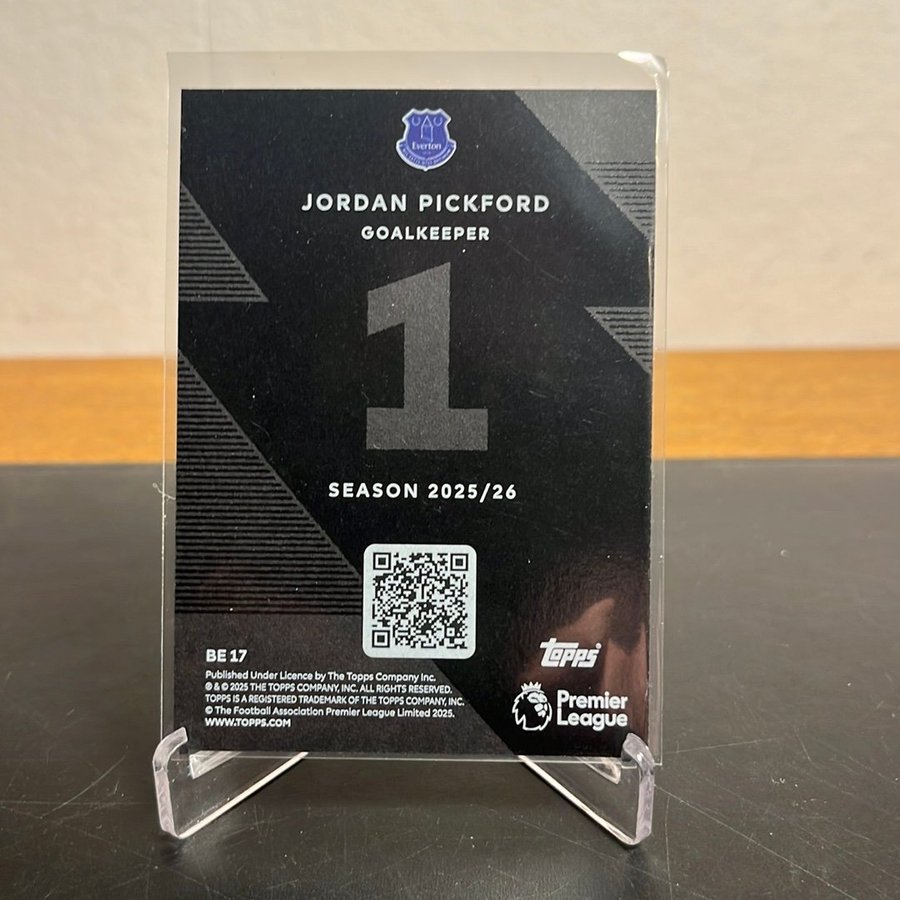 Everton
JORDAN PICKFORD
GOALKEEPER
1
SEASON 2025/26
BE 17
Published Under Licence by The Topps Company Inc.
® & © 2025 THE TOPPS COMPANY, INC. ALL RIGHTS RESERVED.
TOPPS IS A REGISTERED TRADEMARK OF THE TOPPS COMPANY, INC.
© The Football Association Premier League Limited 2025.
WWW.TOPPS.COM
topps®
Premier
League